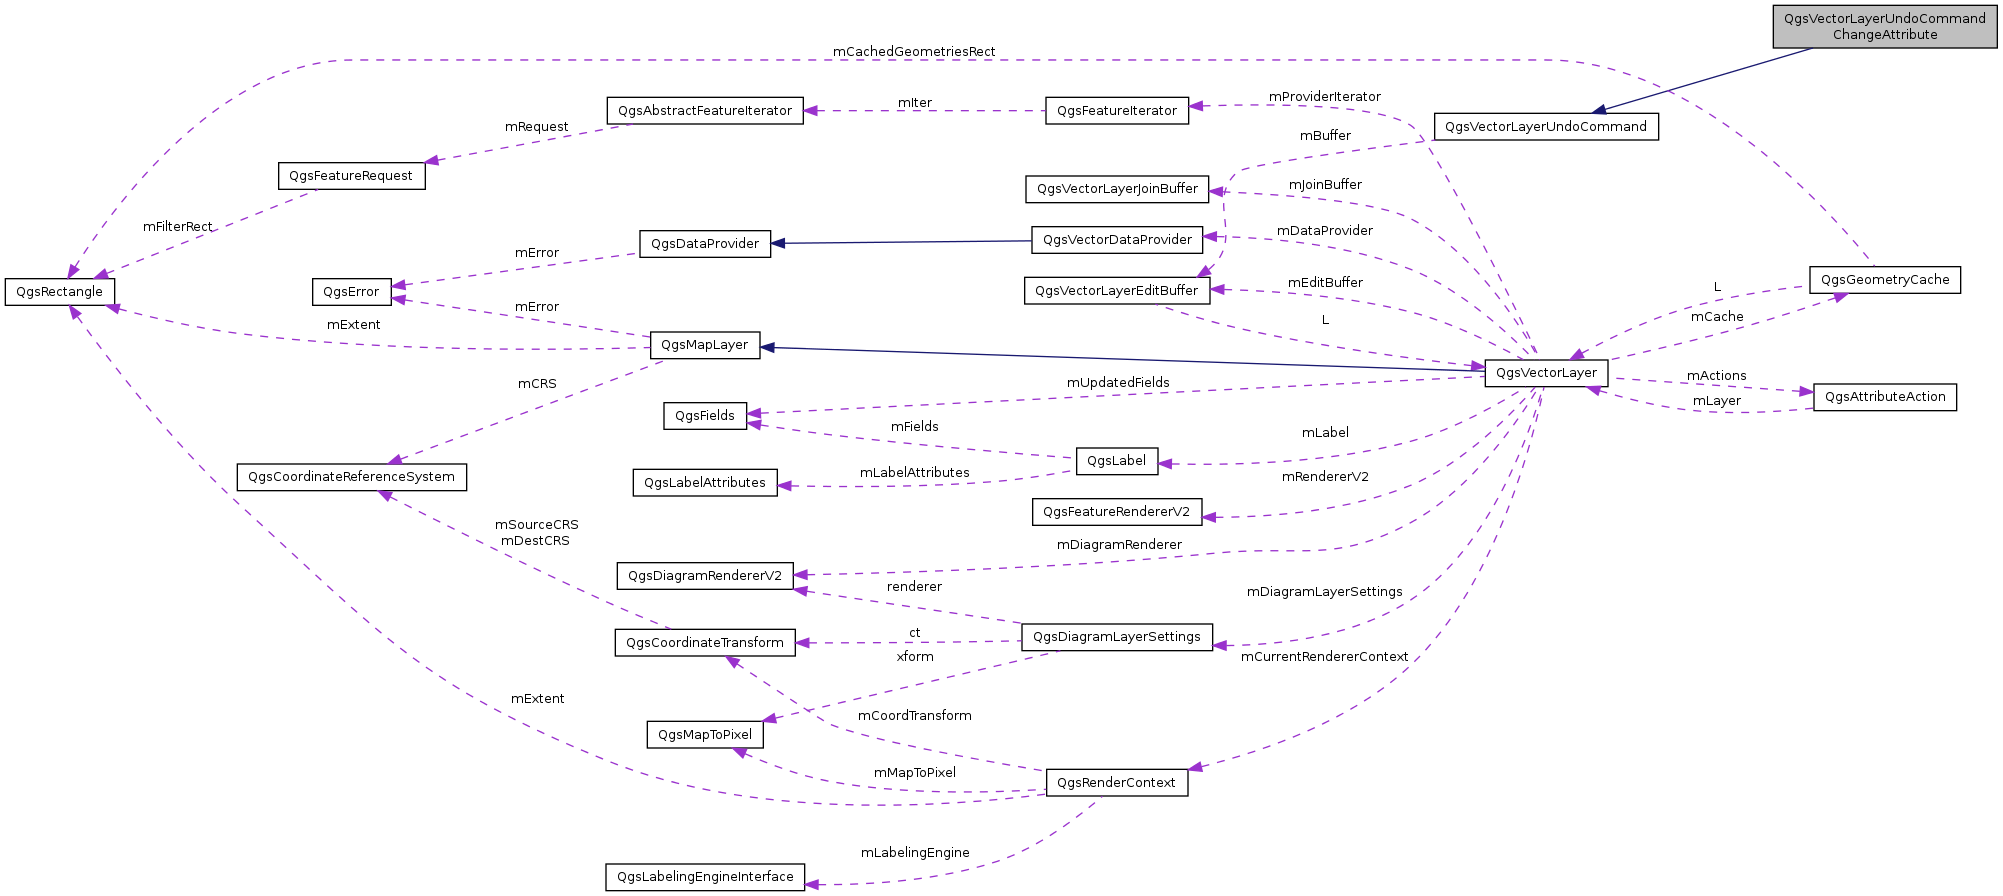 QgsVectorLayerUndoCommand
ChangeAttribute
mCachedGeometriesRect
mIter
mProviderIterator
QgsAbstractFeatureIterator
QgsFeatureIterator
mRequest
mBuffer
QgsVectorLayerUndoCommand
QgsFeatureRequest
QgsVectorLayerJoinBuffer
mJoinBuffer
mFilterRect
mDataProvider
QgsDataProvider
QgsVectorDataProvider
mError
mEditBuffer
QgsRectangle
QgsError
QgsVectorLayerEditBuffer
L
QgsGeometryCache
mError
mExtent
L
mCache
QgsMapLayer
QgsVectorLayer
mCRS
mUpdatedFields
mActions
mLayer
QgsAttributeAction
QgsFields
mFields
mLabel
QgsLabel
mLabelAttributes
QgsCoordinateReferenceSystem
QgsLabelAttributes
mRendererV2
QgsFeatureRendererV2
mSourceCRS
mDestCRS
mDiagramRenderer
QgsDiagramRendererV2
renderer
mDiagramLayerSettings
ct
QgsCoordinateTransform
QgsDiagramLayerSettings
xform
mCurrentRendererContext
mExtent
mCoordTransform
QgsMapToPixel
mMapToPixel
QgsRenderContext
mLabelingEngine
QgsLabelingEngineInterface